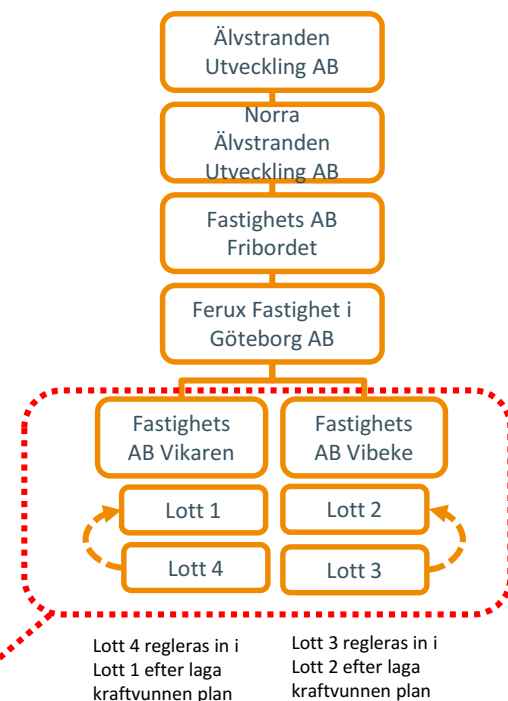 Älvstranden
Utveckling AB
Norra
Älvstranden
Utveckling AB
Fastighets AB
Fribordet
Ferux Fastighet i
Göteborg AB
Fastighets
AB Vikaren
Fastighets
AB Vibeke
Lott 1
Lott 2
Lott 4
Lott 3
Lott 4 regleras in i
Lott 1 efter laga
kraftvunnen plan
Lott 3 regleras in i
Lott 2 efter laga
kraftvunnen plan